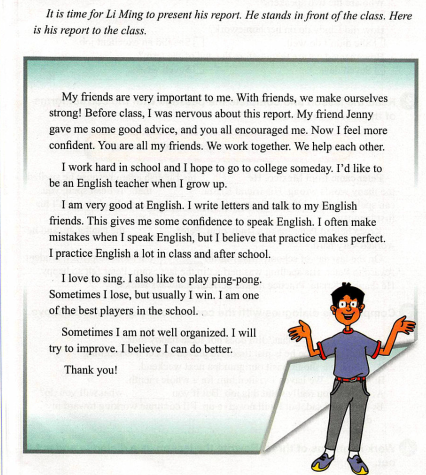 It is time for Li Ming to present his report. He stands in front of the class. Here
is his report to the class.
My friends are very important to me. With friends, we make ourselves
strong! Before class, I was nervous about this report. My friend Jenny
gave me some good advice, and you all encouraged me. Now I feel more
confident. You are all my friends. We work together. We help each other.
I work hard in school and I hope to go to college someday. I'd like to
be an English teacher when I grow up.
I am very good at English. I write letters and talk to my English
friends. This gives me some confidence to speak English. I often make
mistakes when I speak English, but I believe that practice makes perfect.
I practice English a lot in class and after school.
I love to sing. I also like to play ping-pong.
Sometimes I lose, but usually I win. I am one
of the best players in the school.
Sometimes I am not well organized. I will
try to improve. I believe I can do better.
Thank you!